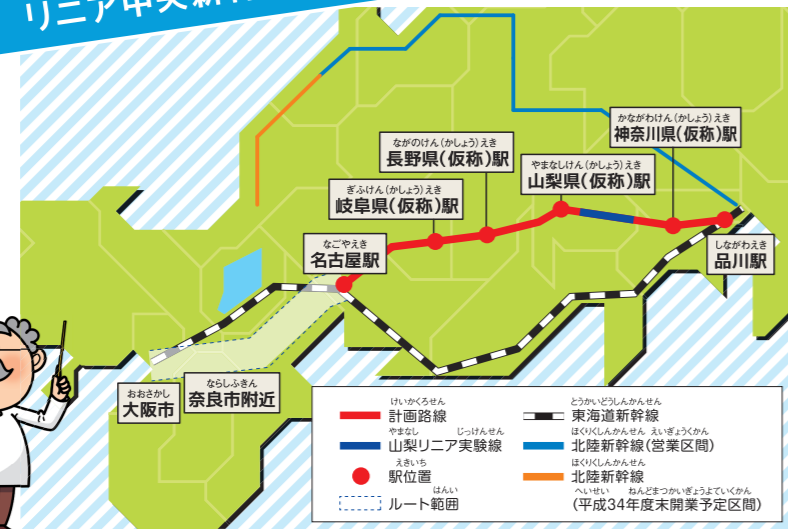 リニア中央新
かながわけん(かしょう)えき
神奈川県(仮称)駅
ながのけん(かしょう)えき
長野県(仮称)駅
やまなしけん(かしょう)えき
山梨県(仮称)駅
ぎふけん(かしょう)えき
岐阜県(仮称)駅
なごやえき
名古屋駅
しながわえき
品川駅
おおさかし
大阪市
ならしふきん
奈良市附近
けいかくろせん
計画路線
やまなし じっけんせん
山梨リニア実験線
えきいち
駅位置
はんい
ルート範囲
とうかいどうしんかんせん
東海道新幹線
ほくりくしんかんせん えいぎょうくかん
北陸新幹線(営業区間)
ほくりくしんかんせん
北陸新幹線
へいせい ねんどまつかいぎょうよていくかん
(平成34年度末開業予定区間)